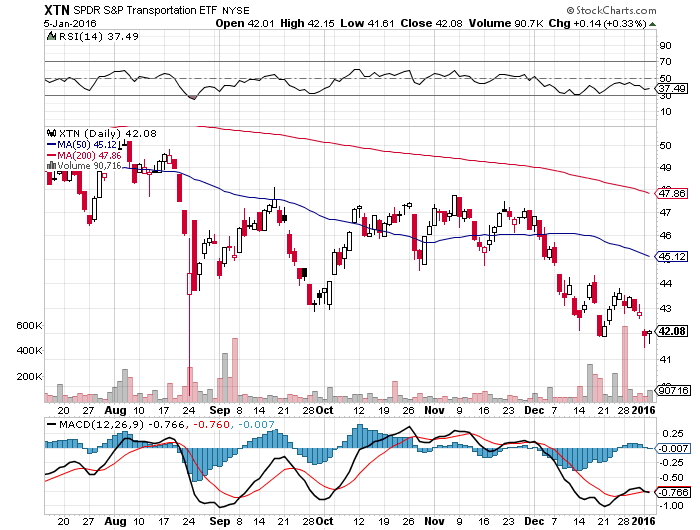 XTN SPDR S&P Transportation ETF NYSE © StockCharts.com
5-Jan-2016 Open 42.01 High 42.15 Low 41.61 Close 42.08 Volume 90.7K Chg +0.14 (+0.33%)
RSI(14) 37.49
90
70
50
37.49
30
10
XTN (Daily) 42.08
MA(50) 45.12
MA(200) 47.86
Volume 90,716
50
49
48
47.86
47
46
45.12
45
44
43
42.08
41
600K
400K
200K
90716
20 27 Aug 10 17 24 Sep 8 14 21 28 Oct 12 19 26 Nov 9 16 23 Dec 7 14 21 28 2016
MACD(12,26,9) -0.766, -0.760, -0.007
0.25
-0.007
-0.50
-0.766
-1.00
20 27 Aug 10 17 24 Sep 8 14 21 28 Oct 12 19 26 Nov 9 16 23 Dec 7 14 21 28 2016